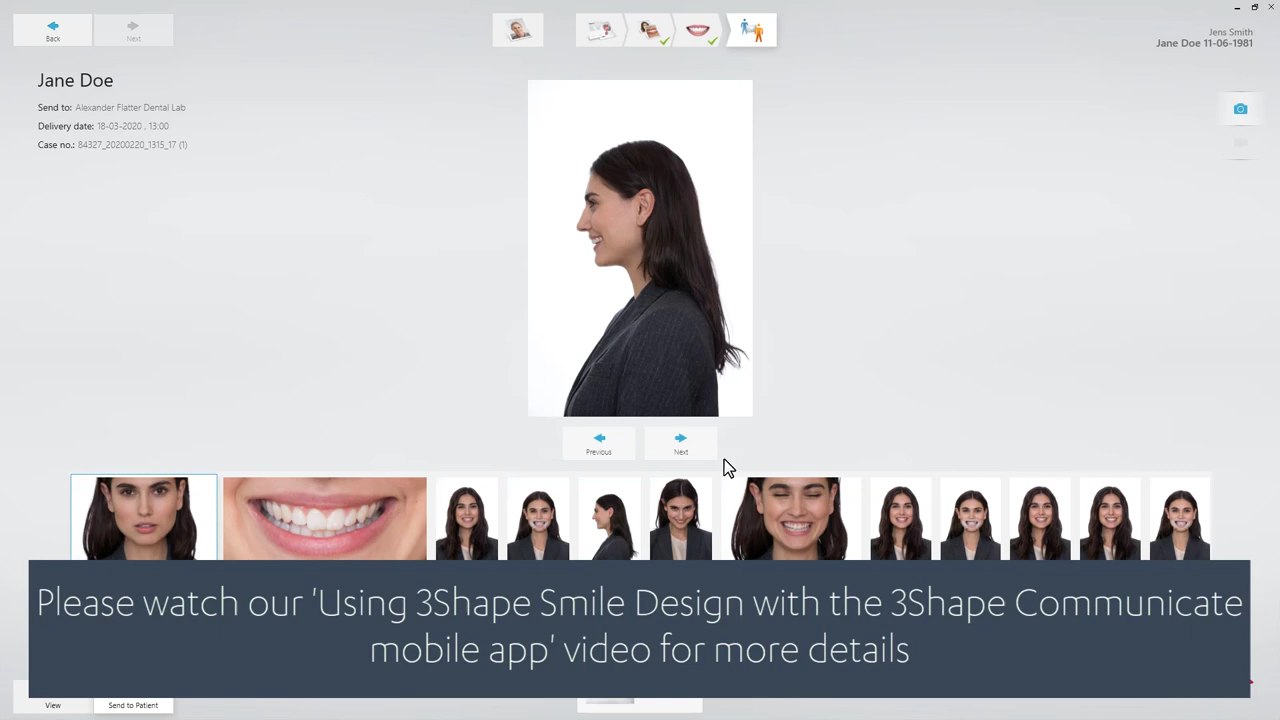 Back
Next
Jens Smith
Jane Doe 11-06-1981
Jane Doe
Send to: Alexander Flatter Dental Lab
Delivery date: 18-03-2020 , 13:00
Case no.: 84327_20200220_1315_17 (1)
Previous
Next
Please watch our 'Using 3Shape Smile Design with the 3Shape Communicate
mobile app' video for more details
View
Send to Patient